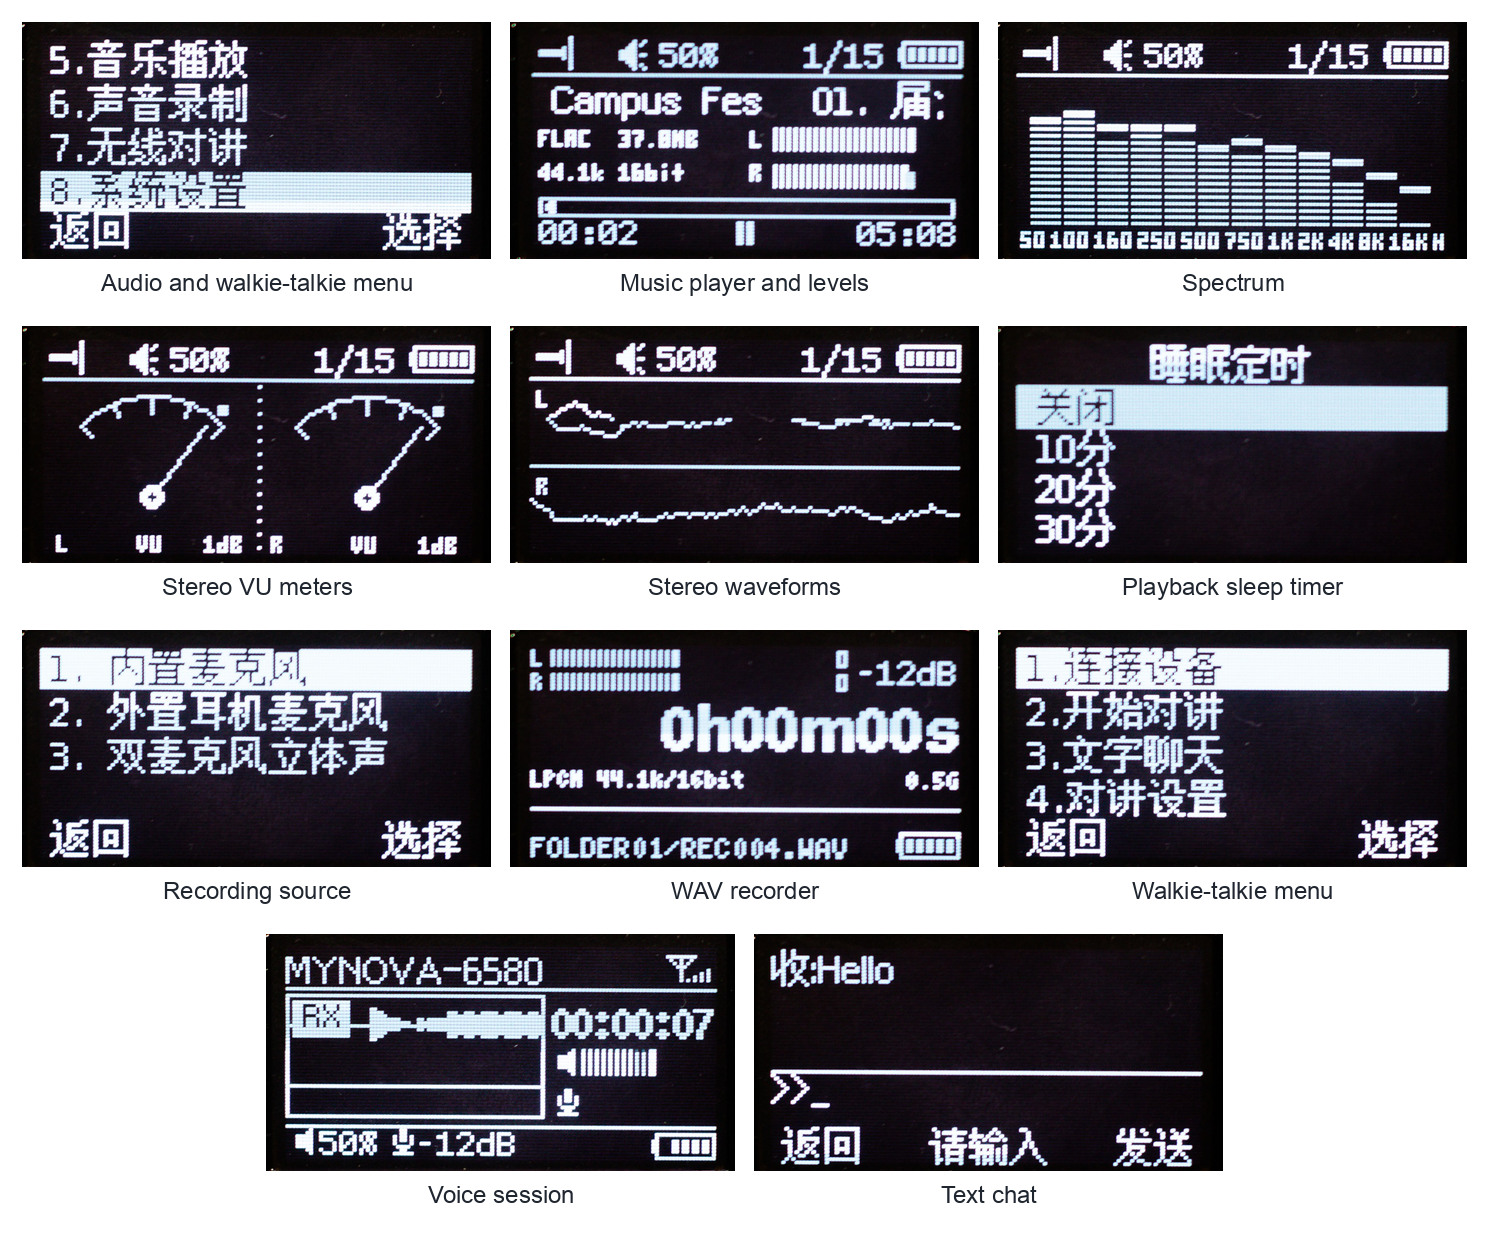 5.音乐播放
6.声音录制
7.无线对讲
8.系统设置
返回 选择
Audio and walkie-talkie menu
50% 1/15
Campus Fes 01. 届:
FLAC 37.8MB L
44.1k 16bit R
00:02 05:08
Music player and levels
50% 1/15
50 100 160 250 500 750 1K 2K 4K 8K 16K H
Spectrum
50% 1/15
L VU 1dB R VU 1dB
Stereo VU meters
50% 1/15
L
R
Stereo waveforms
睡眠定时
关闭
10分
20分
30分
Playback sleep timer
1. 内置麦克风
2. 外置耳机麦克风
3. 双麦克风立体声
返回 选择
Recording source
L 0 -12dB
R 0
0h00m00s
LPCM 44.1k/16bit 0.5G
FOLDER01/REC004.WAV
WAV recorder
1.连接设备
2.开始对讲
3.文字聊天
4.对讲设置
返回 选择
Walkie-talkie menu
MYNOVA-6580
RX 00:00:07
50% -12dB
Voice session
收:Hello
>>_
返回 请输入 发送
Text chat